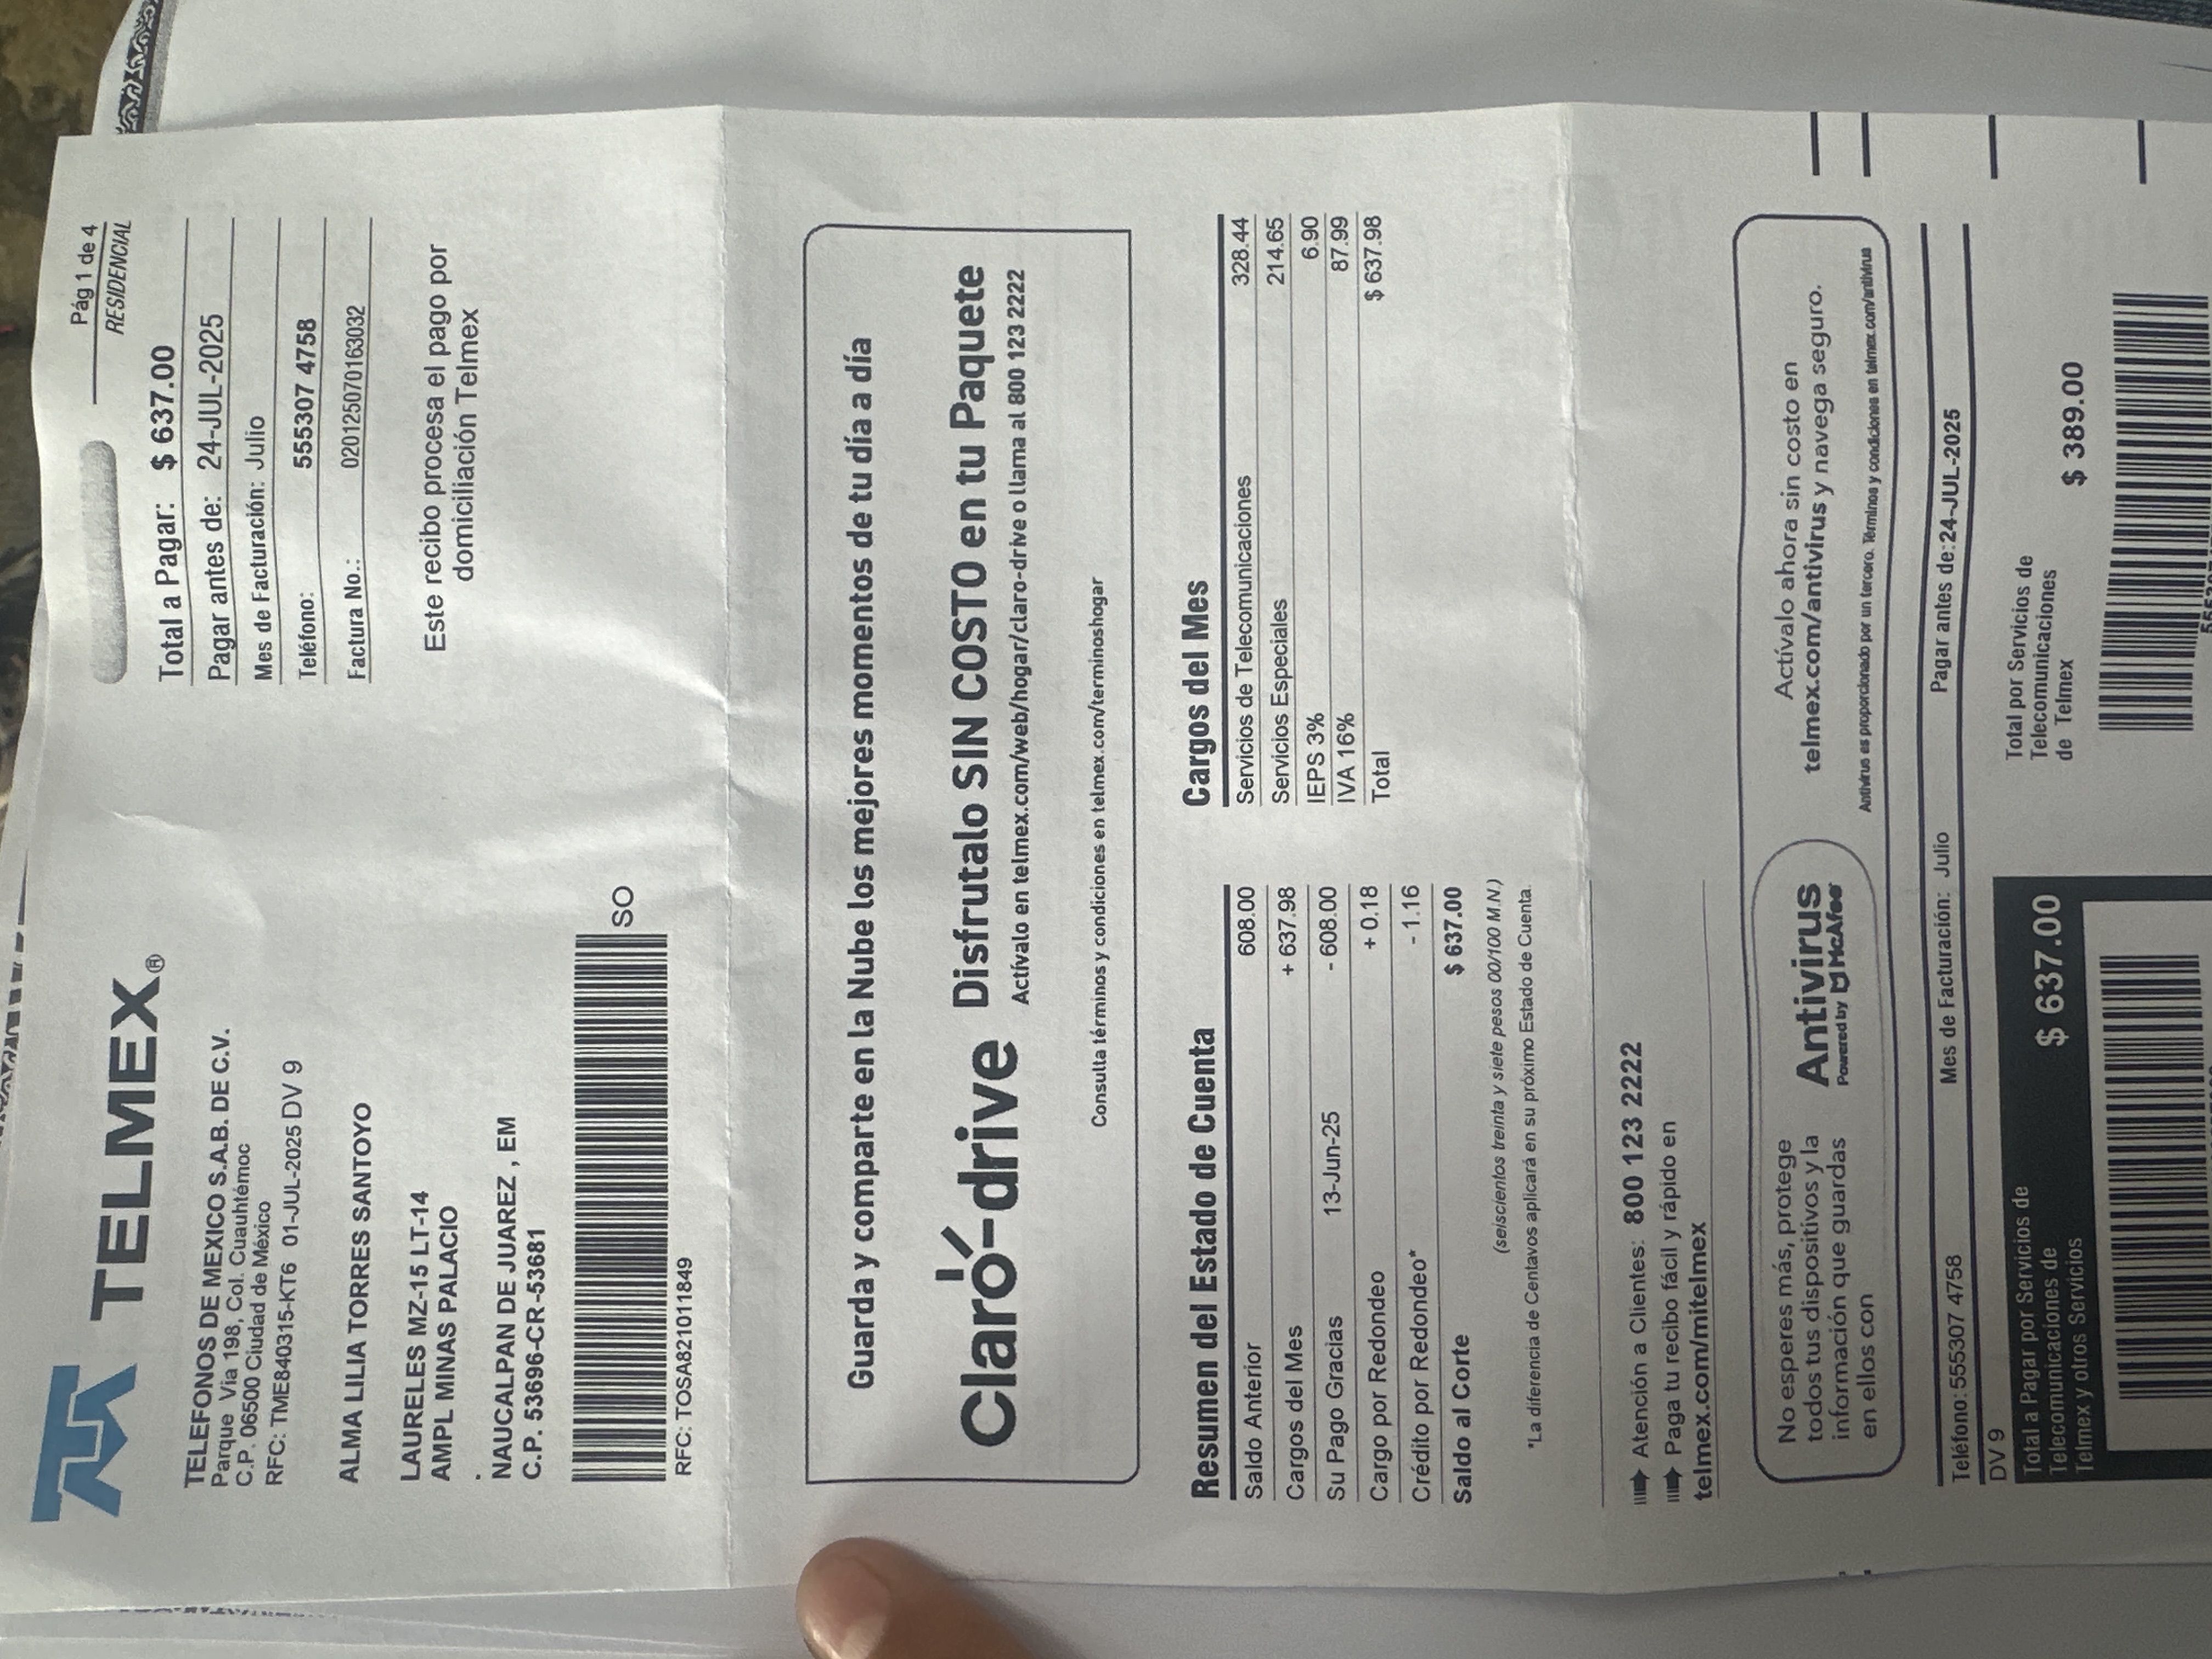 TELMEX®
TELEFONOS DE MEXICO S.A.B. DE C.V.
Parque Via 198, Col. Cuauhtémoc
C.P. 06500 Ciudad de México
RFC: TME840315-KT6 01-JUL-2025 DV 9
ALMA LILIA TORRES SANTOYO
LAURELES MZ-15 LT-14
AMPL MINAS PALACIO
.
NAUCALPAN DE JUAREZ , EM
C.P. 53696-CR -53681
SO
RFC: TOSA8210111849
Pág 1 de 4
RESIDENCIAL
Total a Pagar: $ 637.00
Pagar antes de: 24-JUL-2025
Mes de Facturación: Julio
Teléfono: 555307 4758
Factura No.: 020125070163032
Este recibo procesa el pago por
domiciliación Telmex
Guarda y comparte en la Nube los mejores momentos de tu día a día
Claro-drive Disfrutalo SIN COSTO en tu Paquete
Actívalo en telmex.com/web/hogar/claro-drive o llama al 800 123 2222
Consulta términos y condiciones en telmex.com/terminoshogar
Resumen del Estado de Cuenta
Saldo Anterior 608.00
Cargos del Mes + 637.98
Su Pago Gracias 13-Jun-25 - 608.00
Cargo por Redondeo + 0.18
Crédito por Redondeo* - 1.16
Saldo al Corte $ 637.00
(seiscientos treinta y siete pesos 00/100 M.N.)
*La diferencia de Centavos aplicará en su próximo Estado de Cuenta.
Cargos del Mes
Servicios de Telecomunicaciones 328.44
Servicios Especiales 214.65
IEPS 3% 6.90
IVA 16% 87.99
Total $ 637.98
Atención a Clientes: 800 123 2222
Paga tu recibo fácil y rápido en
telmex.com/mitelmex
No esperes más, protege
todos tus dispositivos y la
información que guardas
en ellos con
Antivirus
Powered by McAfee
Actívalo ahora sin costo en
telmex.com/antivirus y navega seguro.
Antivirus es proporcionado por un tercero. Términos y condiciones en telmex.com/antivirus
Teléfono: 555307 4758 Mes de Facturación: Julio Pagar antes de:24-JUL-2025
DV 9
Total a Pagar por Servicios de
Telecomunicaciones de
Telmex y otros Servicios
$ 637.00
Total por Servicios de
Telecomunicaciones
de Telmex
$ 389.00